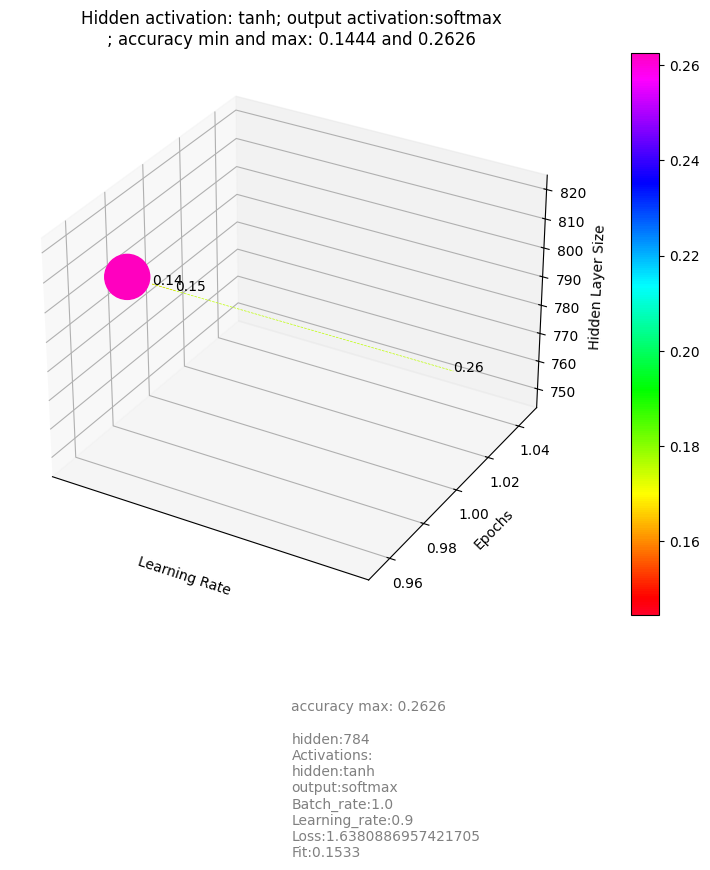 Hidden activation: tanh; output activation:softmax
; accuracy min and max: 0.1444 and 0.2626
0.26
0.24
0.22
0.20
0.18
0.16
820
810
800
790
780
770
760
750
Hidden Layer Size
0.14
0.15
0.26
1.04
1.02
1.00
0.98
0.96
Epochs
Learning Rate
accuracy max: 0.2626
hidden:784
Activations:
hidden:tanh
output:softmax
Batch_rate:1.0
Learning_rate:0.9
Loss:1.6380886957421705
Fit:0.1533